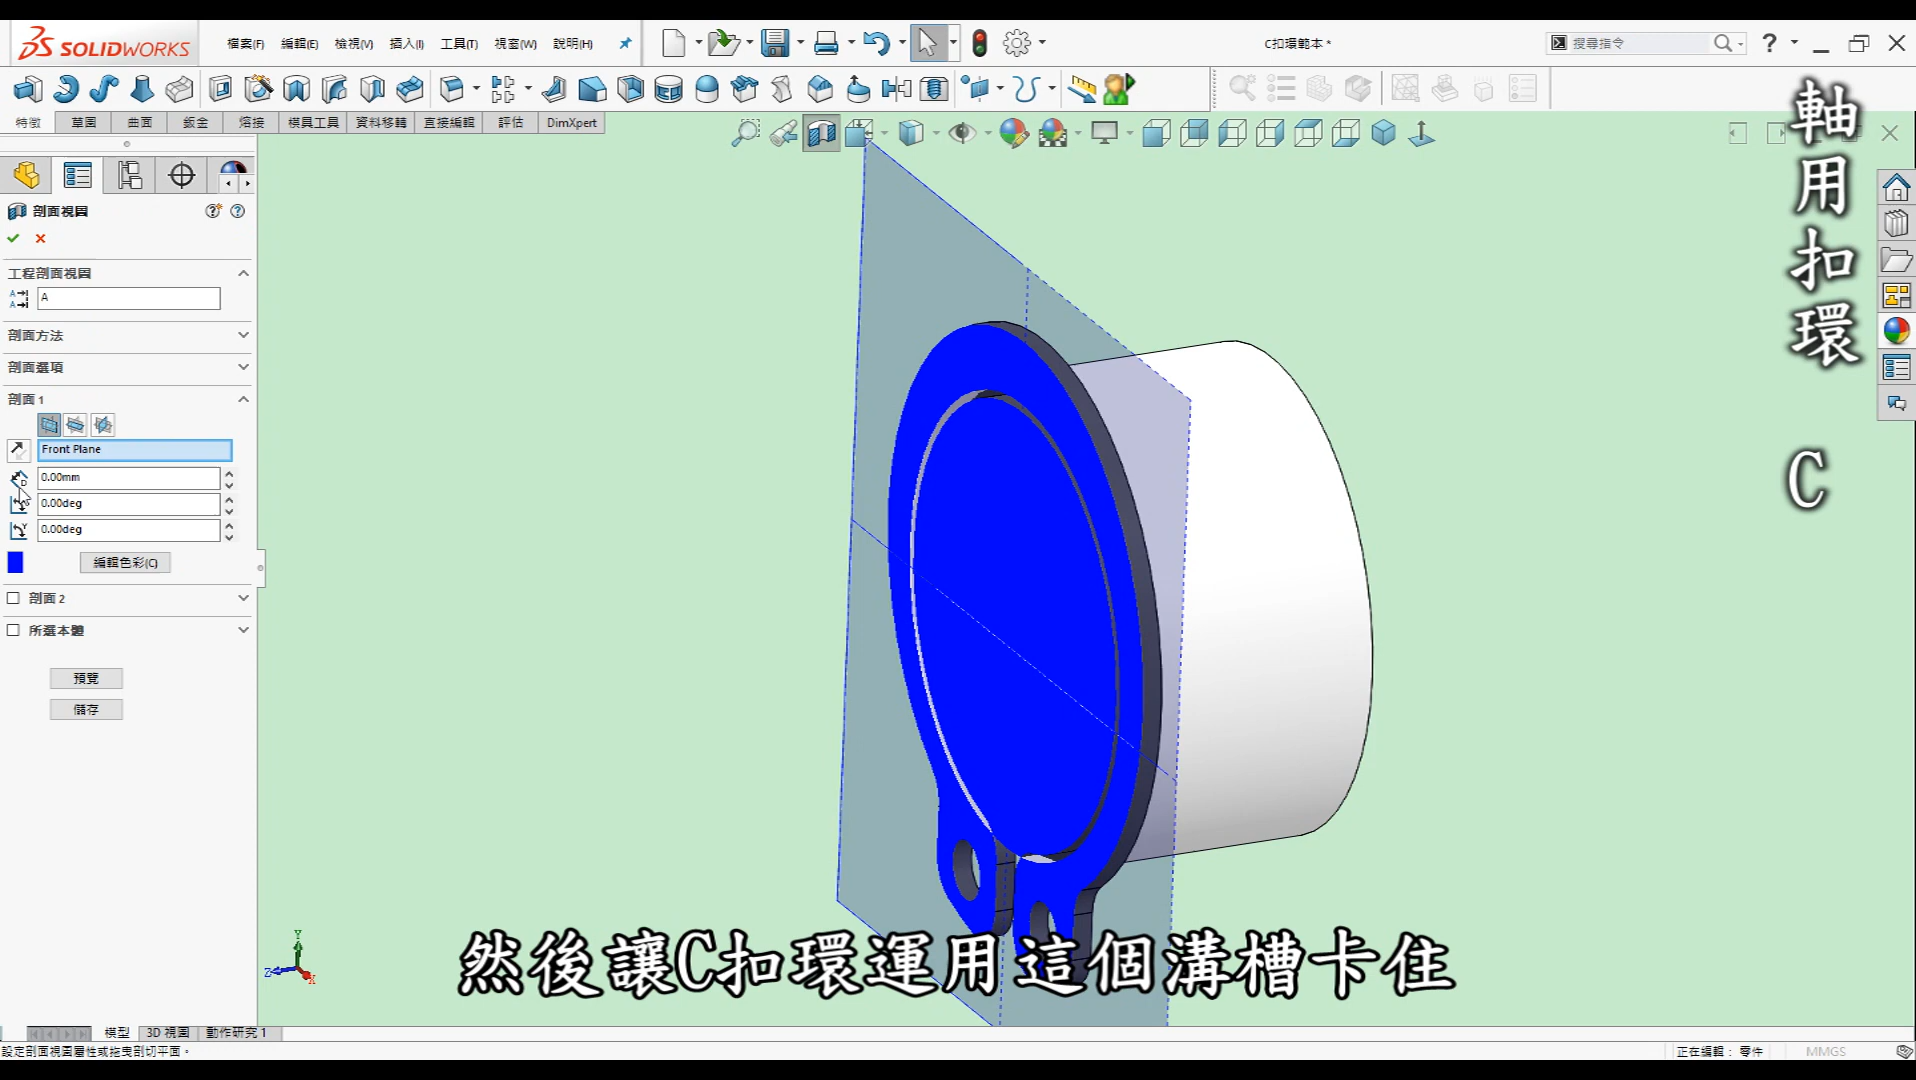 SOLIDWORKS
檔案(F) 編輯(E) 檢視(V) 插入(I) 工具(T) 視窗(W) 說明(H)
C扣環範本 *
搜尋指令
特徵 草圖 曲面 鈑金 熔接 模具工具 資料移轉 直接編輯 評估 DimXpert
剖面視圖
工程剖面視圖
A
剖面方法
剖面選項
剖面 1
Front Plane
0.00mm
0.00deg
0.00deg
編輯色彩(C)
剖面 2
所選本體
預覽
儲存
軸用扣環 C
Y
Z
X
然後讓C扣環運用這個溝槽卡住
模型 3D 視圖 動作研究 1
設定剖面視圖屬性或拖曳剖切平面。
正在編輯： 零件
MMGS